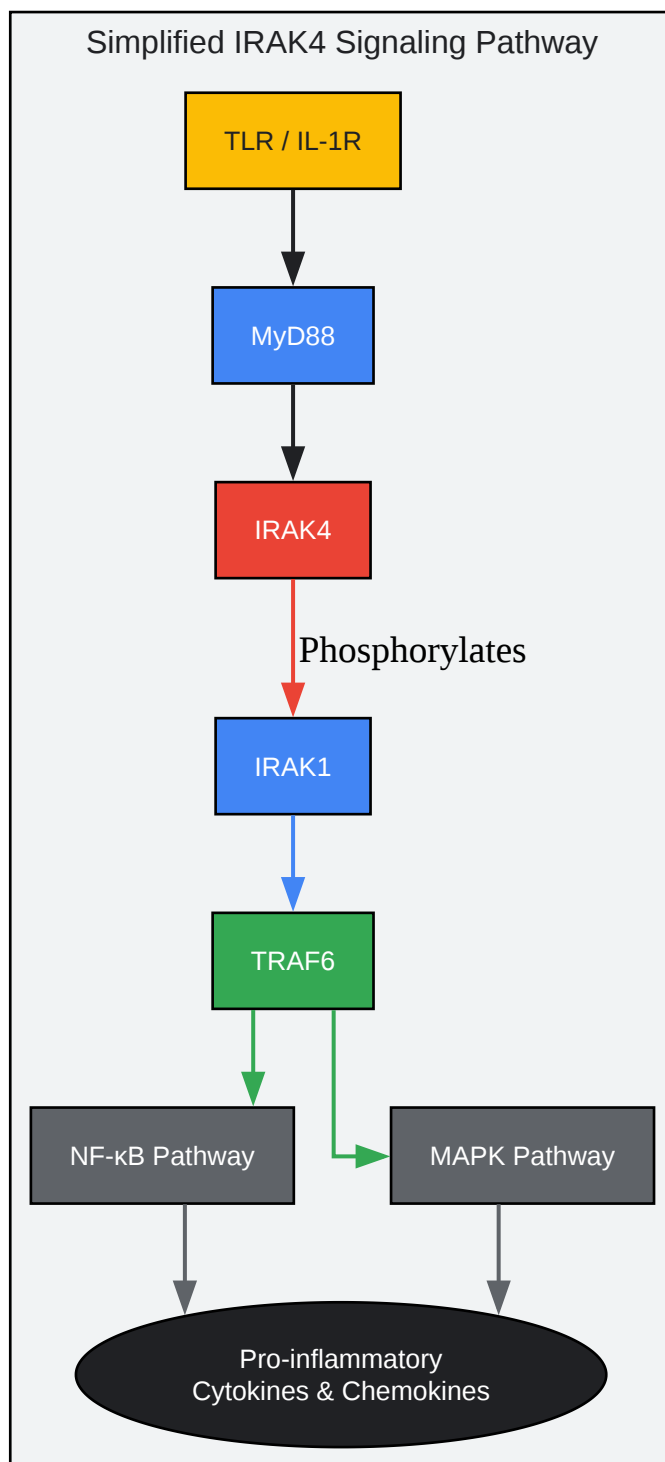 Simplified IRAK4 Signaling Pathway
TLR / IL-1R
MyD88
IRAK4
Phosphorylates
IRAK1
TRAF6
NF-κB Pathway
MAPK Pathway
Pro-inflammatory
Cytokines & Chemokines